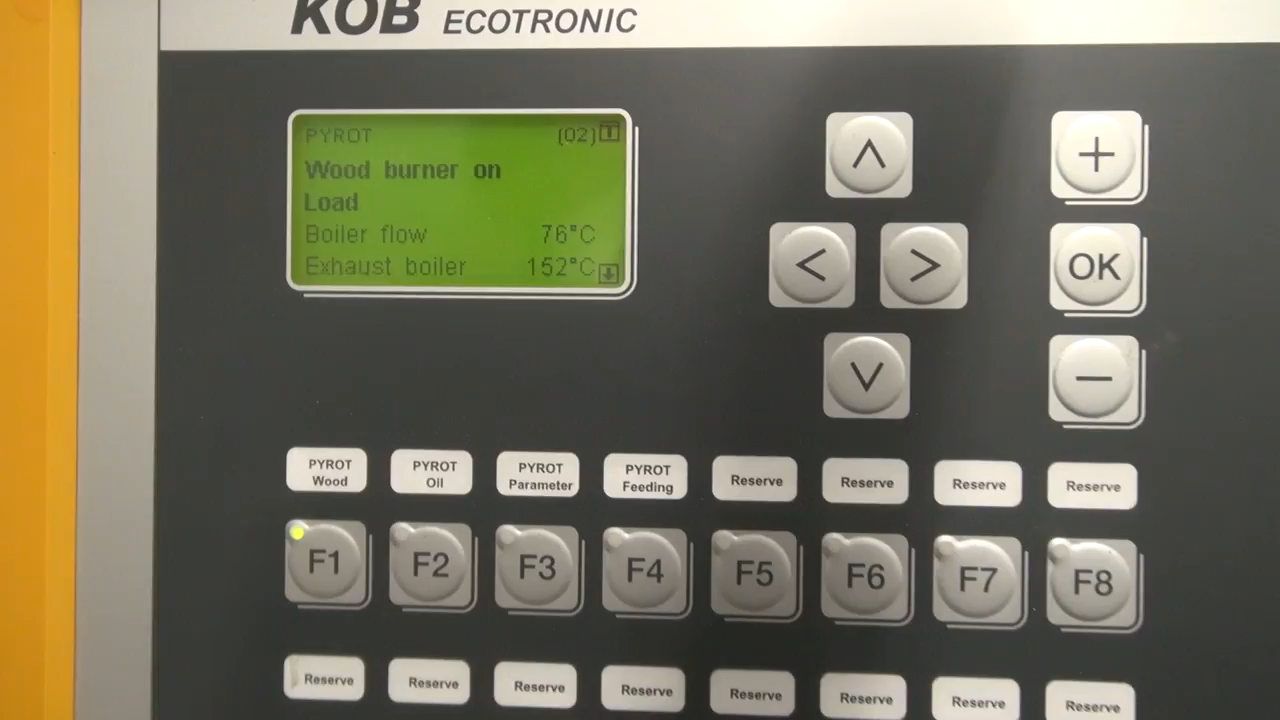 KOB ECOTRONIC
PYROT (02)
Wood burner on
Load
Boiler flow 76°C
Exhaust boiler 152°C
+
OK
−
PYROT Wood
PYROT Oil
PYROT Parameter
PYROT Feeding
Reserve
Reserve
Reserve
Reserve
F1 F2 F3 F4 F5 F6 F7 F8
Reserve Reserve Reserve Reserve Reserve Reserve Reserve Reserve